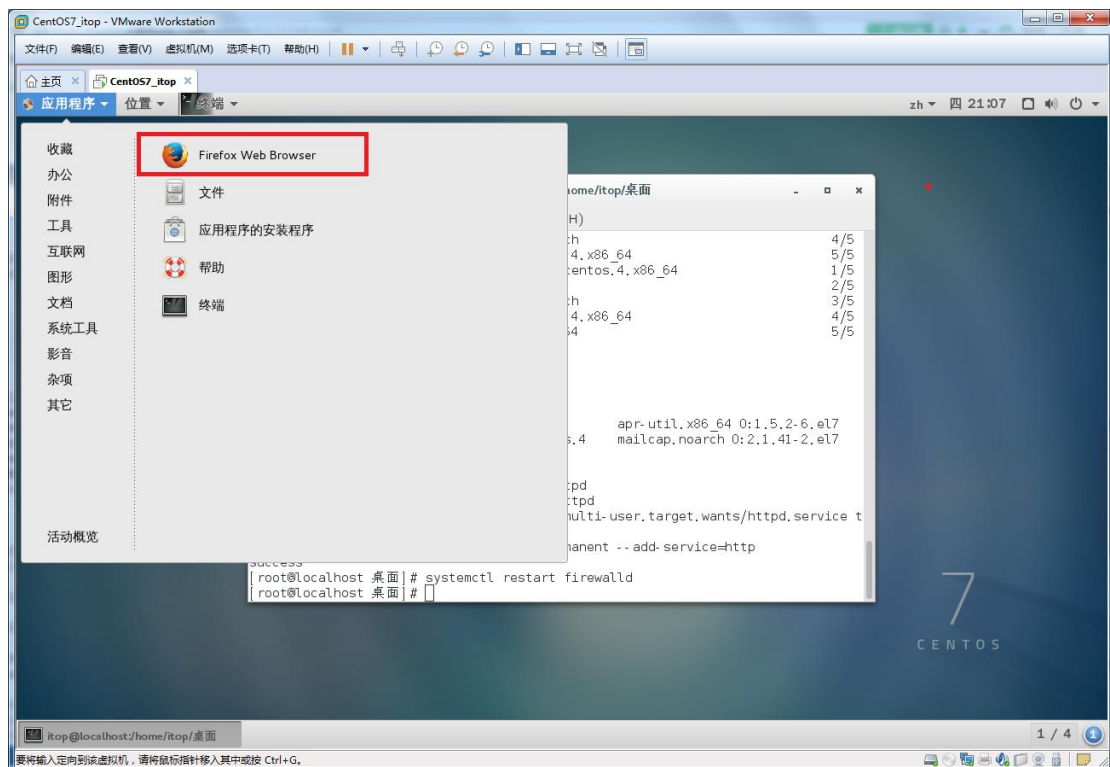 CentOS7_itop - VMware Workstation
文件(F) 编辑(E) 查看(V) 虚拟机(M) 选项卡(T) 帮助(H)
主页 × CentOS7_itop ×
应用程序 位置 终端 zh 四 21:07
收藏
办公
附件
工具
互联网
图形
文档
系统工具
影音
杂项
其它
活动概览
Firefox Web Browser
文件
应用程序的安装程序
帮助
终端
home/itop/桌面
H)
:h 4/5
4.x86_64 5/5
entos.4.x86_64 1/5
2/5
:h 3/5
4.x86_64 4/5
64 5/5
apr-util.x86_64 0:1.5.2-6.el7
s.4 mailcap.noarch 0:2.1.41-2.el7
tpd
tpd
multi-user.target.wants/httpd.service t
manent --add-service=http
success
[root@localhost 桌面]# systemctl restart firewalld
[root@localhost 桌面]#
7
CENTOS
itop@localhost:/home/itop/桌面 1 / 4 1
要将输入定向到该虚拟机，请将鼠标指针移入其中或按 Ctrl+G。